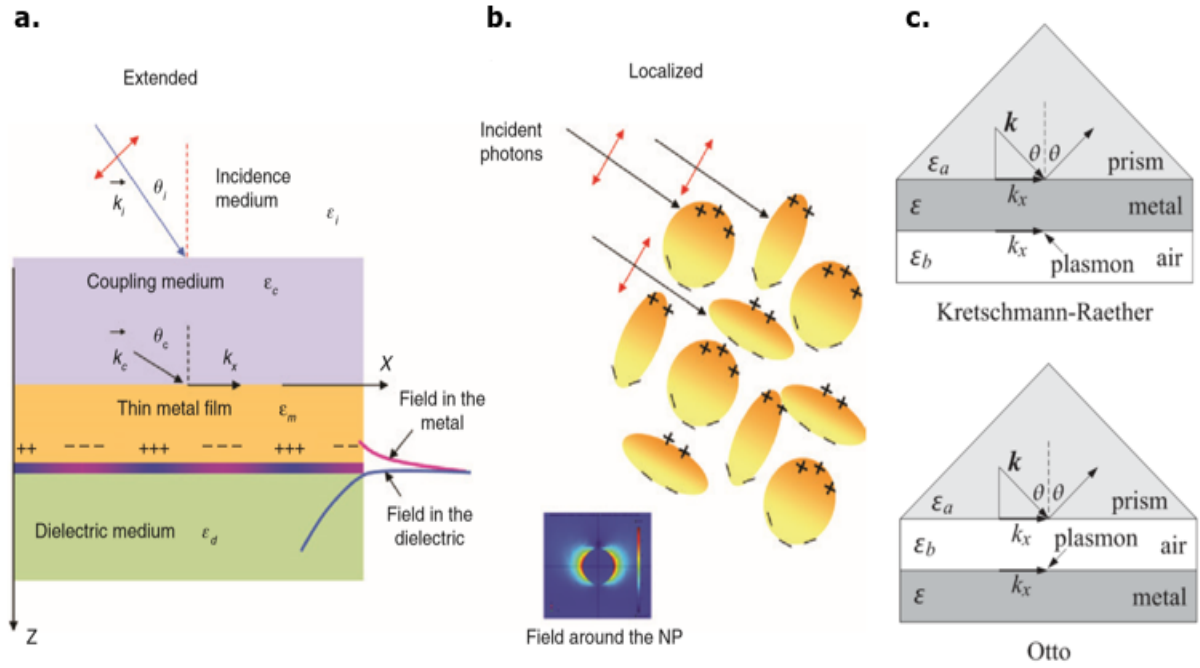 a.
Extended
k⃗i
θi
Incidence
medium
εi
Coupling medium
εc
k⃗c
θc
kx
X
Thin metal film
εm
++ --- +++ --- +++ --
Field in the
metal
Dielectric medium
εd
Field in the
dielectric
Z
b.
Localized
Incident
photons
Field around the NP
c.
k
θ θ
εa
prism
kx
ε
metal
kx
εb
plasmon
air
Kretschmann-Raether
k
θ θ
εa
prism
kx
plasmon
εb
air
kx
ε
metal
Otto